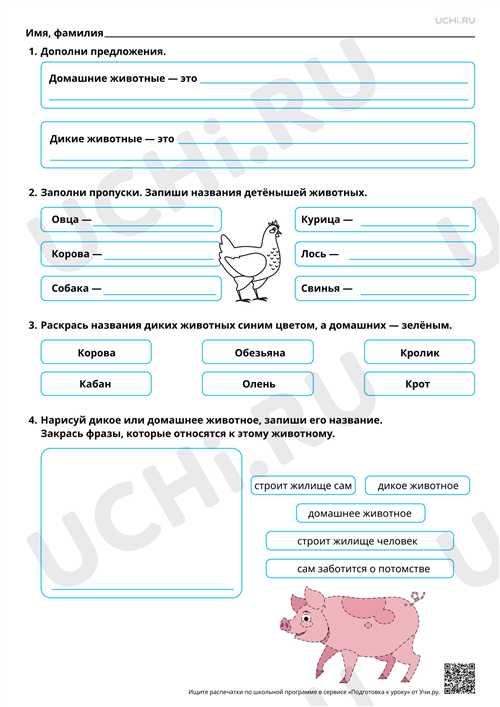 UCHI.RU
Имя, фамилия
1. Дополни предложения.
Домашние животные — это
Дикие животные — это
2. Заполни пропуски. Запиши названия детёнышей животных.
Овца —
Курица —
Корова —
Лось —
Собака —
Свинья —
3. Раскрась названия диких животных синим цветом, а домашних — зелёным.
Корова
Обезьяна
Кролик
Кабан
Олень
Крот
4. Нарисуй дикое или домашнее животное, запиши его название.
Закрась фразы, которые относятся к этому животному.
строит жилище сам
дикое животное
домашнее животное
строит жилище человек
сам заботится о потомстве
Ищите распечатки по школьной программе в сервисе «Подготовка к уроку» от Учи.ру.
UCHI.RU
UCHI.RU